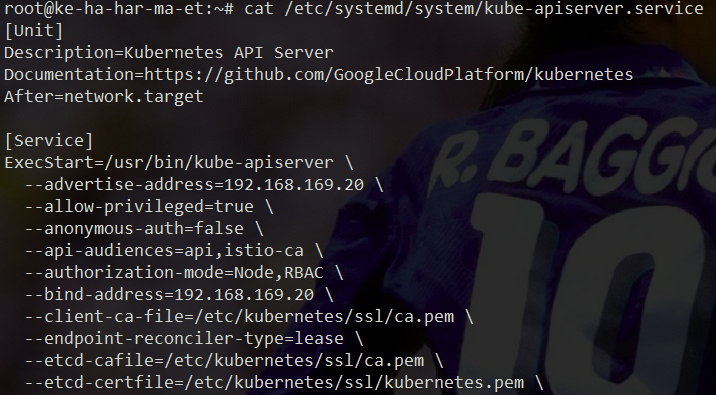 root@ke-ha-har-ma-et:~# cat /etc/systemd/system/kube-apiserver.service
[Unit]
Description=Kubernetes API Server
Documentation=https://github.com/GoogleCloudPlatform/kubernetes
After=network.target
[Service]
ExecStart=/usr/bin/kube-apiserver \
  --advertise-address=192.168.169.20 \
  --allow-privileged=true \
  --anonymous-auth=false \
  --api-audiences=api,istio-ca \
  --authorization-mode=Node,RBAC \
  --bind-address=192.168.169.20 \
  --client-ca-file=/etc/kubernetes/ssl/ca.pem \
  --endpoint-reconciler-type=lease \
  --etcd-cafile=/etc/kubernetes/ssl/ca.pem \
  --etcd-certfile=/etc/kubernetes/ssl/kubernetes.pem \
R. BAGGI
10